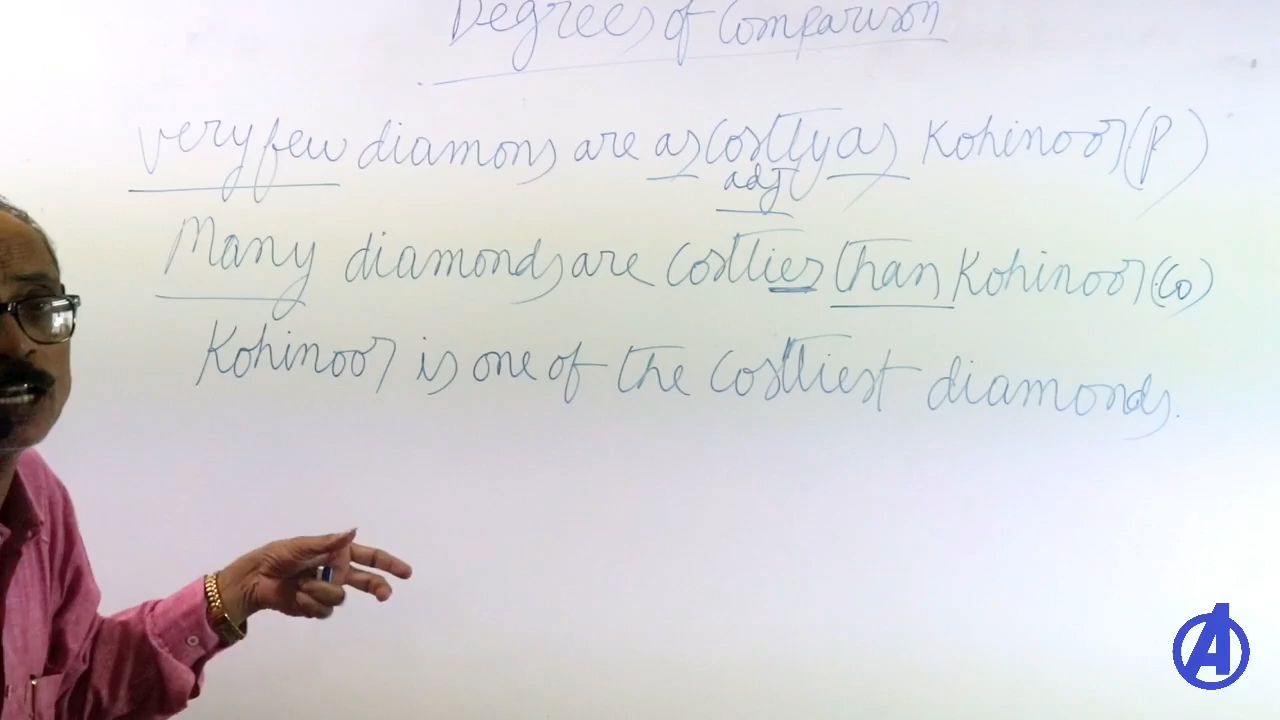 Degrees of Comparison
very few diamons are as costly as Kohinoor (P)
adj
Many diamonds are costlier than Kohinoor (co)
Kohinoor is one of the costliest diamonds.
A